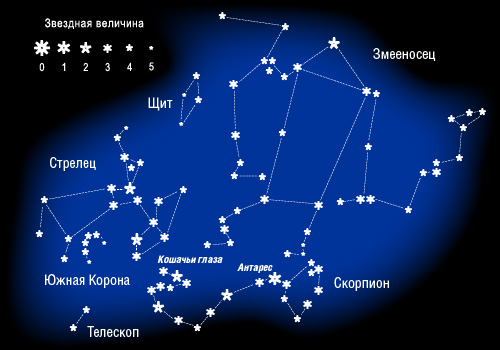 Звездная величина
0 1 2 3 4 5
Змееносец
Щит
Стрелец
Кошачьи глаза
Антарес
Южная Корона
Скорпион
Телескоп